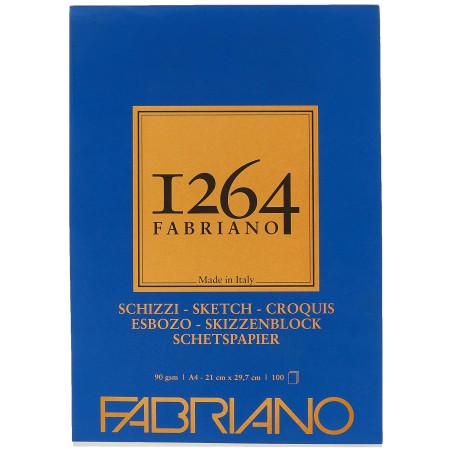 1264
FABRIANO
Made in Italy
SCHIZZI - SKETCH - CROQUIS
ESBOZO - SKIZZENBLOCK
SCHETSPAPIER
90 gsm | A4 - 21 cm x 29,7 cm | 100
FABRIANO